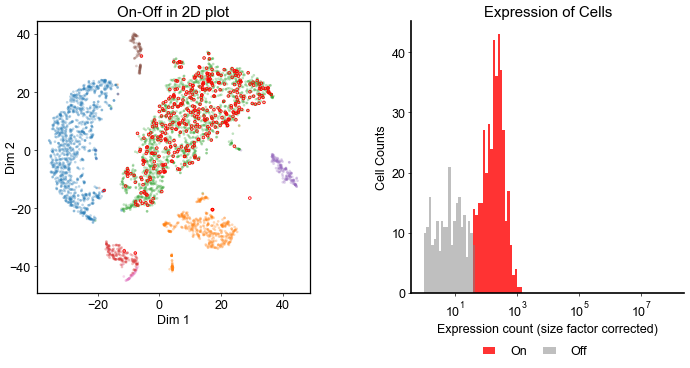 On-Off in 2D plot
Dim 2
40
20
0
−20
−40
−20
0
20
40
Dim 1
Expression of Cells
Cell Counts
40
30
20
10
0
10^1
10^3
10^5
10^7
Expression count (size factor corrected)
On
Off